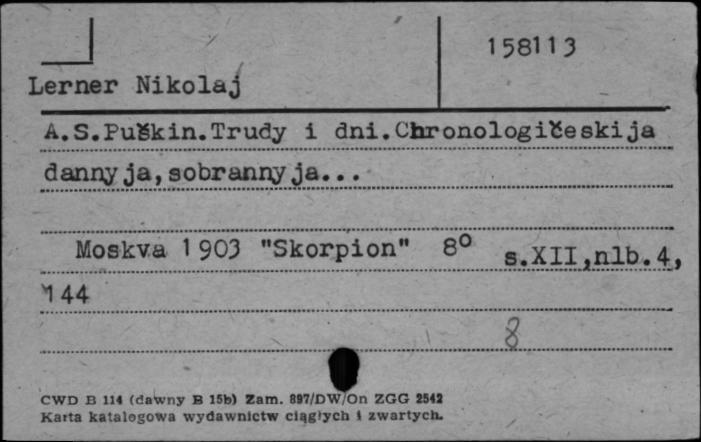 158113
Lerner Nikolaj
A.S.Puškin.Trudy i dni.Chronologičeskija
dannyja,sobrannyja...
Moskva 1903 "Skorpion" 8° s.XII,nlb.4,
144
8
CWD B 114 (dawny B 15b) Zam. 897/DW/On ZGG 2542
Karta katalogowa wydawnictw ciągłych i zwartych.